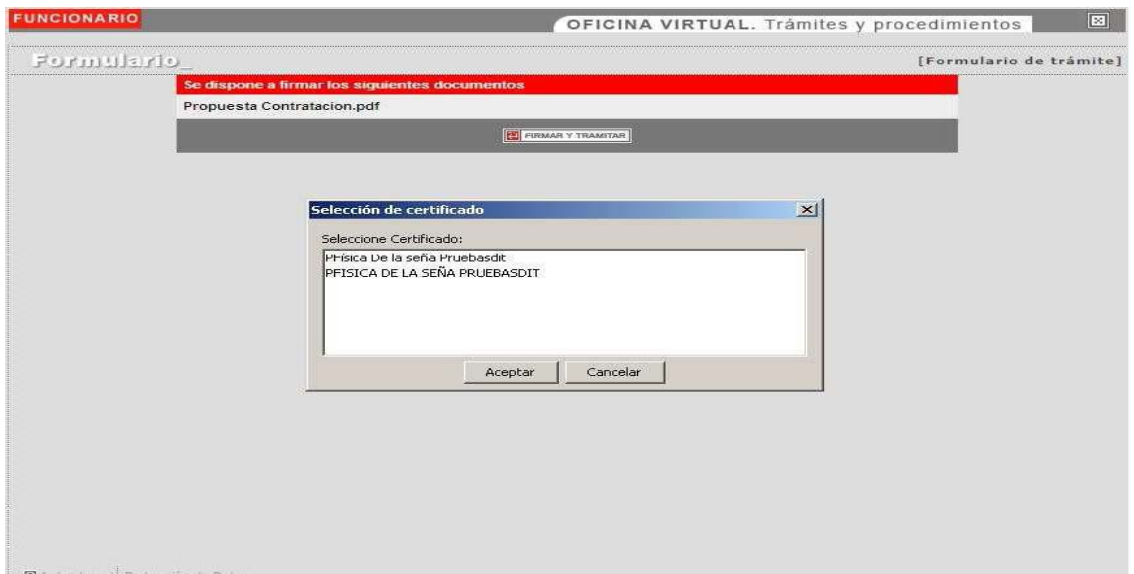 FUNCIONARIO
OFICINA VIRTUAL. Trámites y procedimientos
Formulario_
[Formulario de trámite]
Se dispone a firmar los siguientes documentos
Propuesta Contratacion.pdf
FIRMAR Y TRAMITAR
Selección de certificado
Seleccione Certificado:
PFísica De la seña Pruebasdit
PFISICA DE LA SEÑA PRUEBASDIT
Aceptar
Cancelar